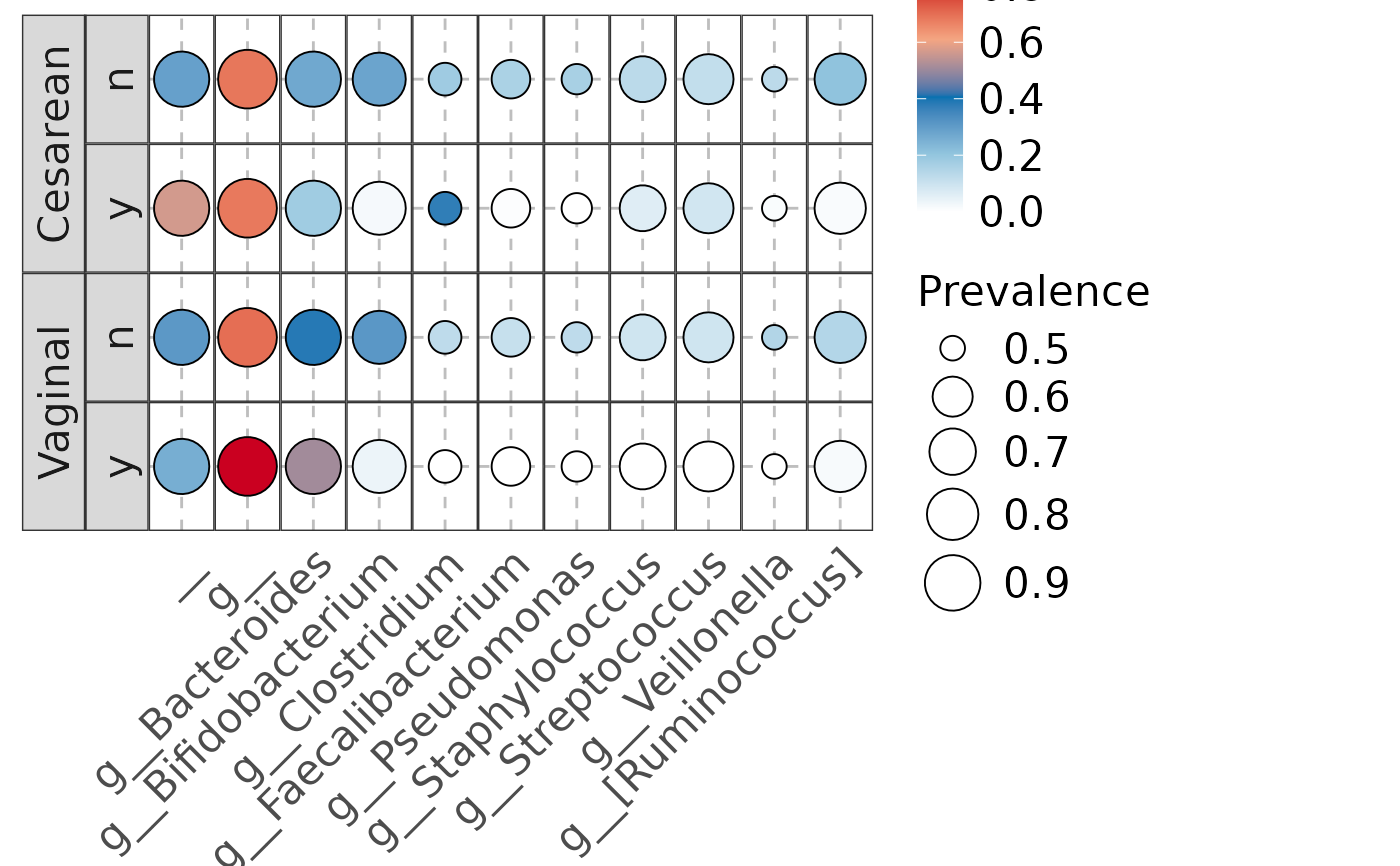 Cesarean
n
y
Vaginal
n
y
__
g__
g__Bacteroides
g__Bifidobacterium
g__Clostridium
g__Faecalibacterium
g__Pseudomonas
g__Staphylococcus
g__Streptococcus
g__Veillonella
g__[Ruminococcus]
0.6
0.4
0.2
0.0
Prevalence
0.5
0.6
0.7
0.8
0.9